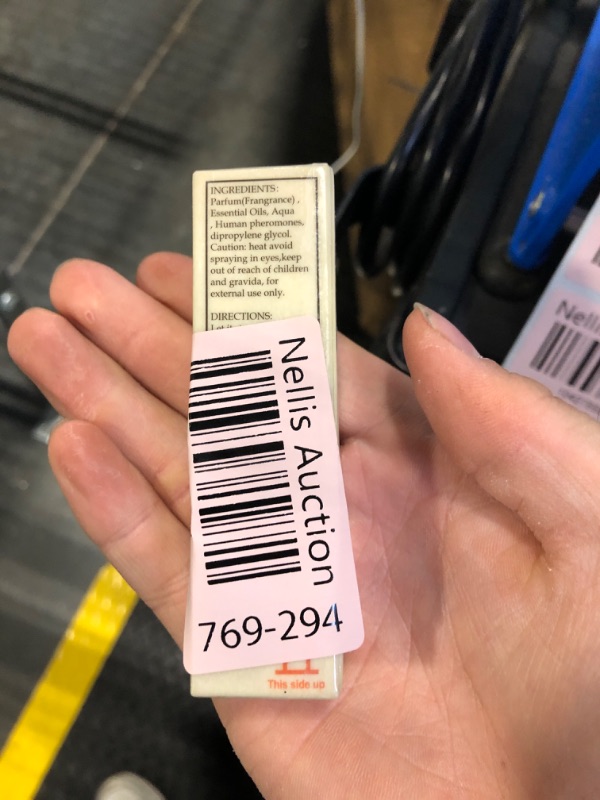 INGREDIENTS:
Parfum(Frangrance) ,
Essential Oils, Aqua
, Human pheromones,
dipropylene glycol.
Caution: heat avoid
spraying in eyes,keep
out of reach of children
and gravida, for
external use only.
DIRECTIONS:
Nellis Auction
769-294
This side up
Nelli